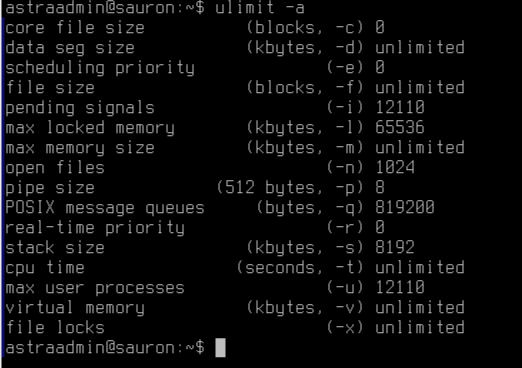 astraadmin@sauron:~$ ulimit -a
core file size (blocks, -c) 0
data seg size (kbytes, -d) unlimited
scheduling priority (-e) 0
file size (blocks, -f) unlimited
pending signals (-i) 12110
max locked memory (kbytes, -l) 65536
max memory size (kbytes, -m) unlimited
open files (-n) 1024
pipe size (512 bytes, -p) 8
POSIX message queues (bytes, -q) 819200
real-time priority (-r) 0
stack size (kbytes, -s) 8192
cpu time (seconds, -t) unlimited
max user processes (-u) 12110
virtual memory (kbytes, -v) unlimited
file locks (-x) unlimited
astraadmin@sauron:~$